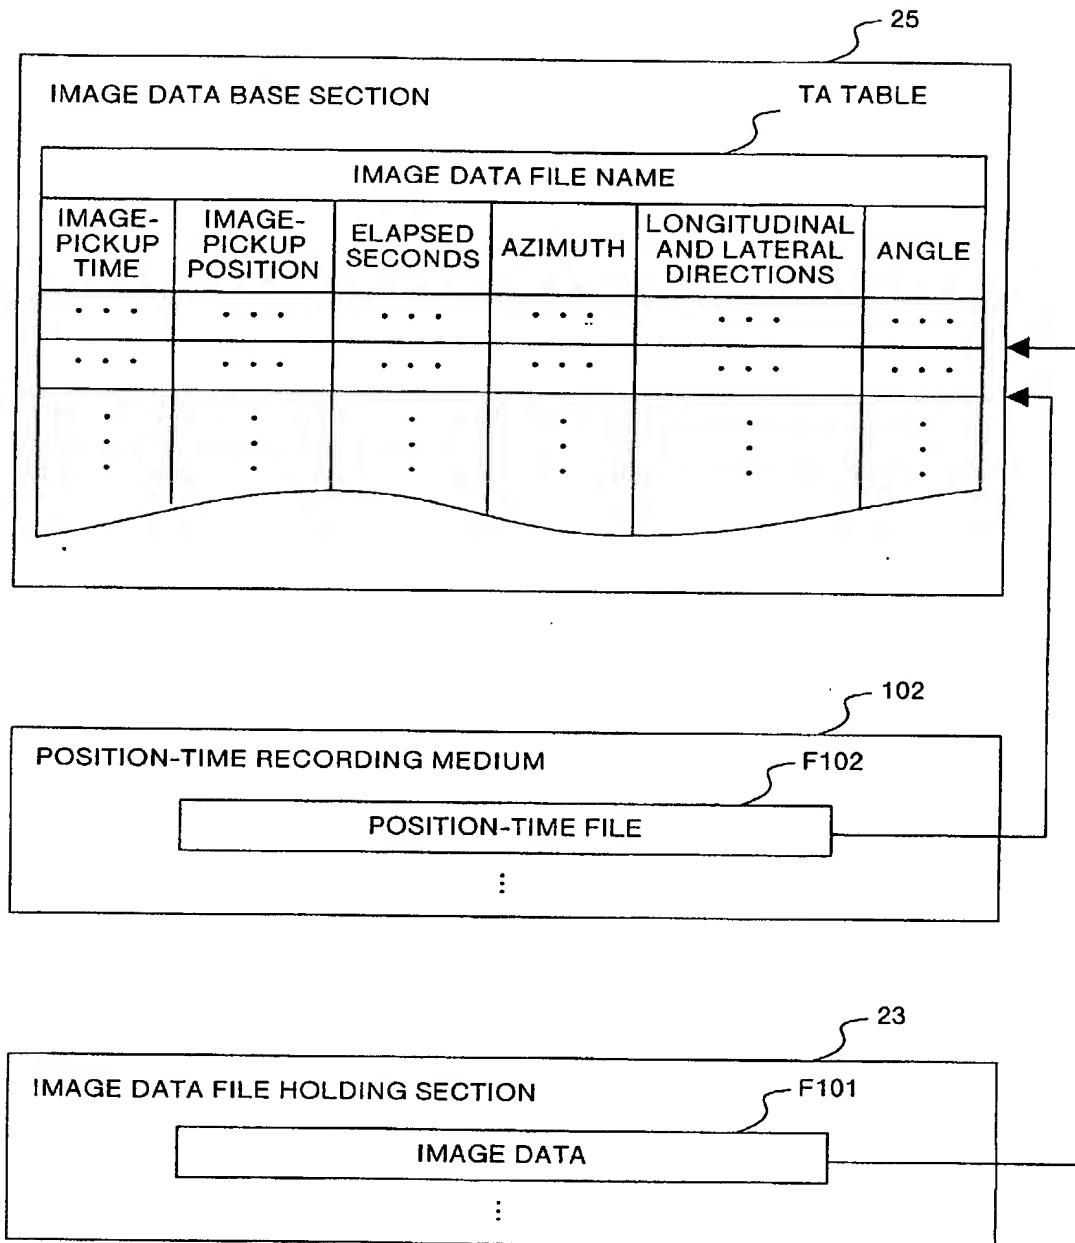 25
IMAGE DATA BASE SECTION
TA TABLE
IMAGE DATA FILE NAME
IMAGE-
PICKUP
TIME
IMAGE-
PICKUP
POSITION
ELAPSED
SECONDS
AZIMUTH
LONGITUDINAL
AND LATERAL
DIRECTIONS
ANGLE
102
POSITION-TIME RECORDING MEDIUM
F102
POSITION-TIME FILE
23
IMAGE DATA FILE HOLDING SECTION
F101
IMAGE DATA